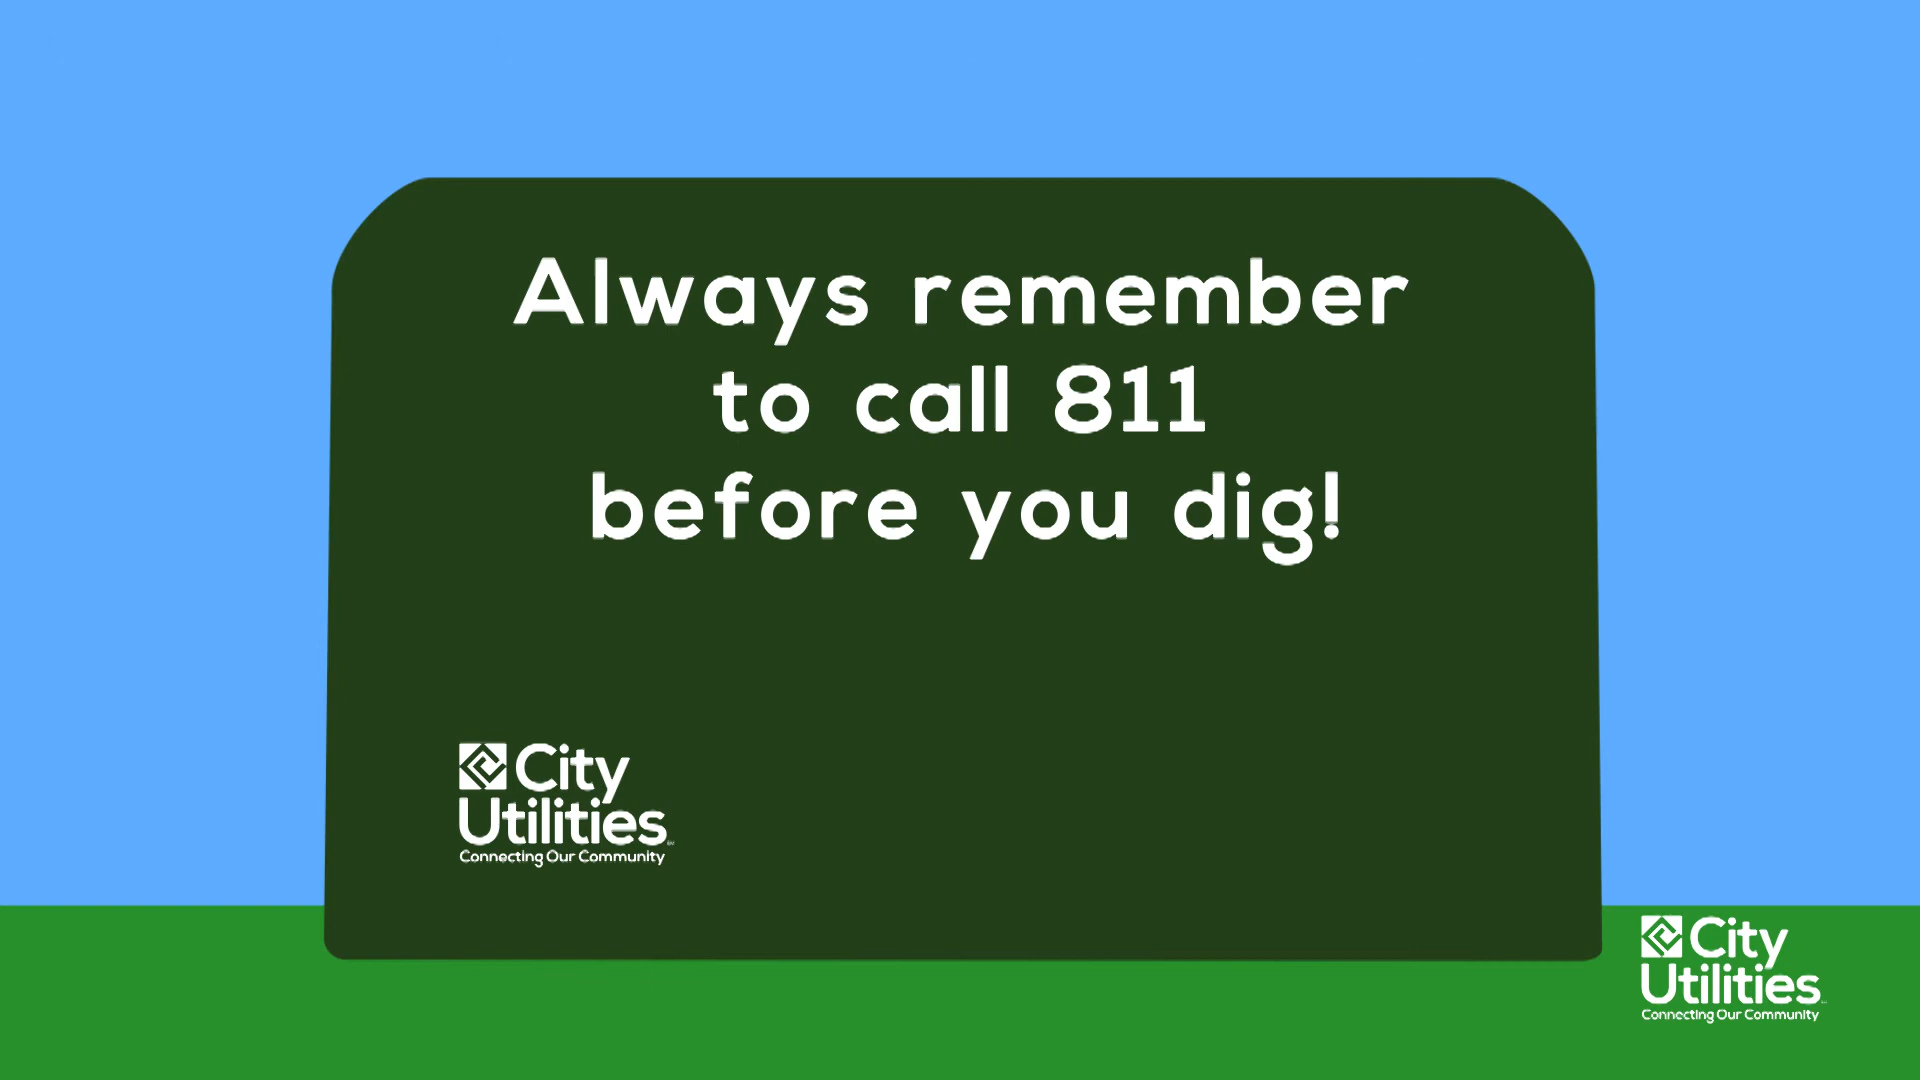 Always remember
to call 811
before you dig!
City
Utilities
Connecting Our Community
City
Utilities
Connecting Our Community